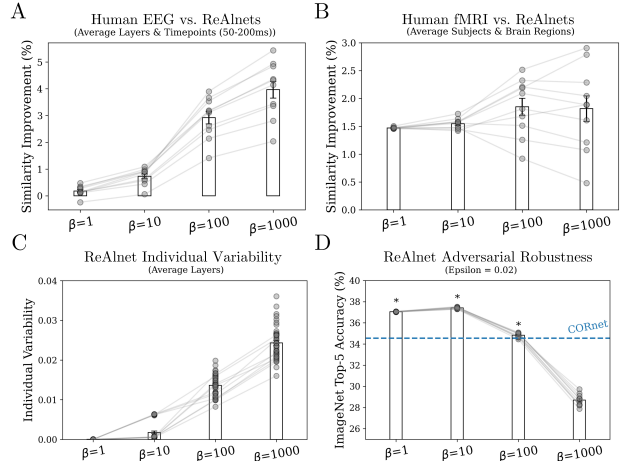 A
Human EEG vs. ReAlnets
(Average Layers & Timepoints (50-200ms))
Similarity Improvement (%)
5
4
3
2
1
0
β=1
β=10
β=100
β=1000
B
Human fMRI vs. ReAlnets
(Average Subjects & Brain Regions)
Similarity Improvement (%)
3.0
2.5
2.0
1.5
1.0
0.5
0.0
β=1
β=10
β=100
β=1000
C
ReAlnet Individual Variability
(Average Layers)
Individual Variability
0.04
0.03
0.02
0.01
0.00
β=1
β=10
β=100
β=1000
D
ReAlnet Adversarial Robustness
(Epsilon = 0.02)
ImageNet Top-5 Accuracy (%)
40
38
36
34
32
30
28
26
*
*
*
CORnet
β=1
β=10
β=100
β=1000